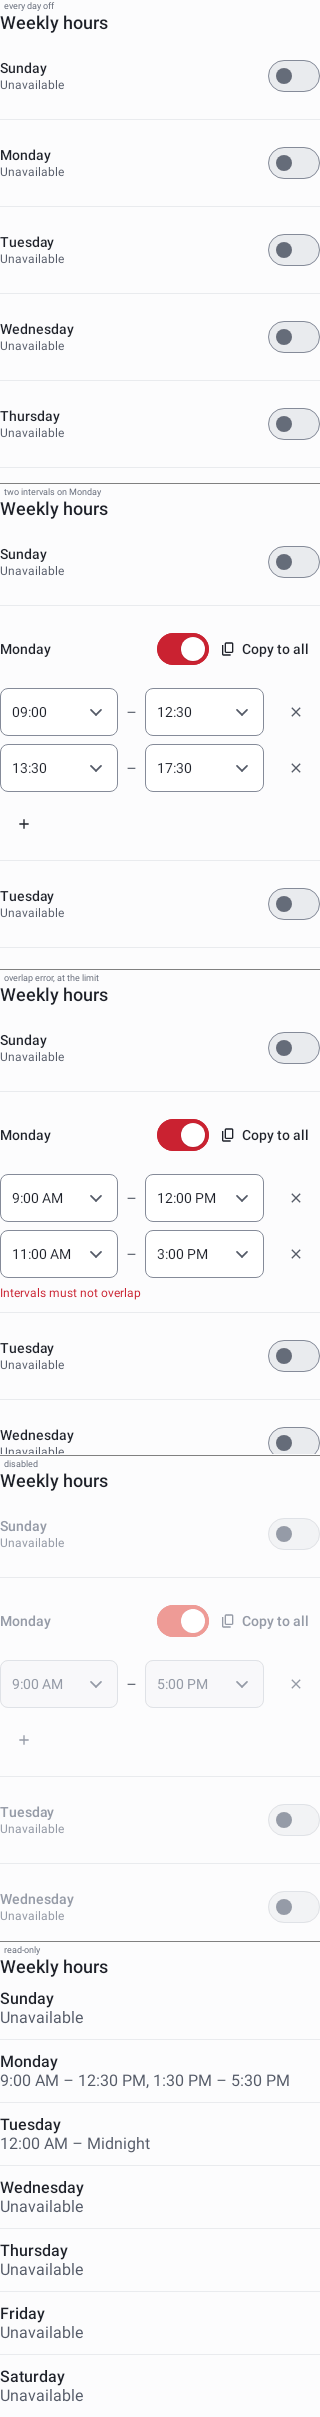 every day off
Weekly hours
Sunday
Unavailable
Monday
Unavailable
Tuesday
Unavailable
Wednesday
Unavailable
Thursday
Unavailable
two intervals on Monday
Weekly hours
Sunday
Unavailable
Monday Copy to all
09:00 – 12:30
13:30 – 17:30
Tuesday
Unavailable
overlap error, at the limit
Weekly hours
Sunday
Unavailable
Monday Copy to all
9:00 AM – 12:00 PM
11:00 AM – 3:00 PM
Intervals must not overlap
Tuesday
Unavailable
Wednesday
Unavailable
disabled
Weekly hours
Sunday
Unavailable
Monday Copy to all
9:00 AM – 5:00 PM
Tuesday
Unavailable
Wednesday
Unavailable
read-only
Weekly hours
Sunday
Unavailable
Monday
9:00 AM – 12:30 PM, 1:30 PM – 5:30 PM
Tuesday
12:00 AM – Midnight
Wednesday
Unavailable
Thursday
Unavailable
Friday
Unavailable
Saturday
Unavailable